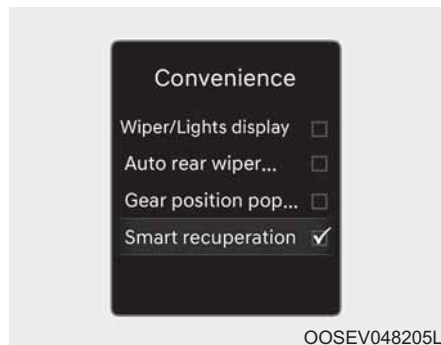 Convenience
Wiper/Lights display
Auto rear wiper...
Gear position pop...
Smart recuperation
OOSEV048205L